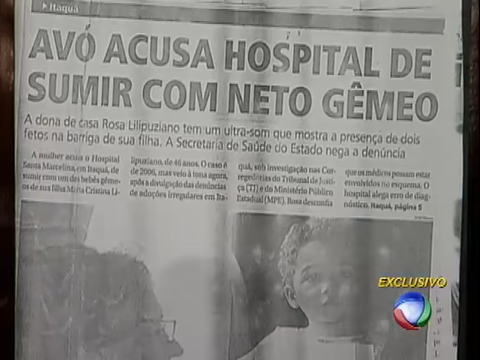 Itaquá
AVÓ ACUSA HOSPITAL DE
SUMIR COM NETO GÊMEO
A dona de casa Rosa Lilipuziano tem um ultra-som que mostra a presença de dois
fetos na barriga de sua filha. A Secretaria de Saúde do Estado nega a denúncia
A mulher acusa o Hospital
Santa Marcelina, em Itaquá, de
sumir com um dos bebês gême-
os de sua filha Maria Cristina Li-
lipuziano, de 46 anos. O caso é
de 2006, mas veio à tona agora,
após a divulgação das denúncias
de adoções irregulares em Ita-
quá, sob investigação nas Cor-
regedorias do Tribunal de Justi-
ça (TJ) e do Ministério Público
Estadual (MPE). Rosa desconfia
que os médicos possam estar
envolvidos no esquema. O
hospital alega erro de diag-
nóstico. Itaquá, página 5
EXCLUSIVO